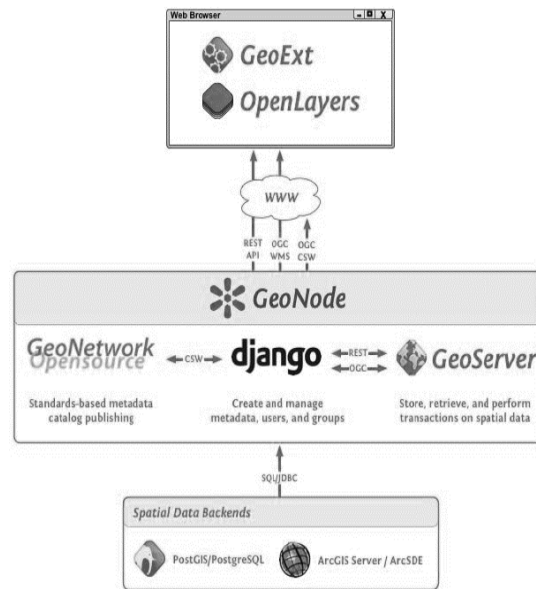 Web Browser
GeoExt
OpenLayers
WWW
REST API
OGC WMS
OGC CSW
GeoNode
GeoNetwork
Opensource
CSW
django
REST
OGC
GeoServer
Standards-based metadata
catalog publishing
Create and manage
metadata, users, and groups
Store, retrieve, and perform
transactions on spatial data
SQL/JDBC
Spatial Data Backends
PostGIS/PostgreSQL
ArcGIS Server / ArcSDE